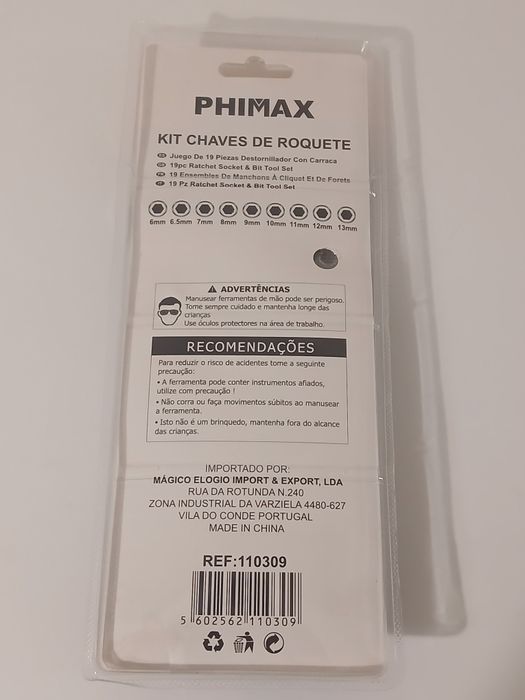 PHIMAX
KIT CHAVES DE ROQUETE
ES Juego De 19 Piezas Destornillador Con Carraca
GB 19pc Ratchet Socket & Bit Tool Set
FR 19 Ensembles De Manchons À Cliquet Et De Forets
IT 19 Pz Ratchet Socket & Bit Tool Set
6mm 6.5mm 7mm 8mm 9mm 10mm 11mm 12mm 13mm
ADVERTÊNCIAS
Manusear ferramentas de mão pode ser perigoso.
Tome sempre cuidado e mantenha longe das
crianças
Use óculos protectores na área de trabalho.
RECOMENDAÇÕES
Para reduzir o risco de acidentes tome a seguinte
precaução:
• A ferramenta pode conter instrumentos afiados,
utilize com precaução !
• Não corra ou faça movimentos súbitos ao manusear
a ferramenta.
• Isto não é um brinquedo, mantenha fora do alcance
das crianças.
IMPORTADO POR:
MÁGICO ELOGIO IMPORT & EXPORT, LDA
RUA DA ROTUNDA N.240
ZONA INDUSTRIAL DA VARZIELA 4480-627
VILA DO CONDE PORTUGAL
MADE IN CHINA
REF:110309
5 602562 110309